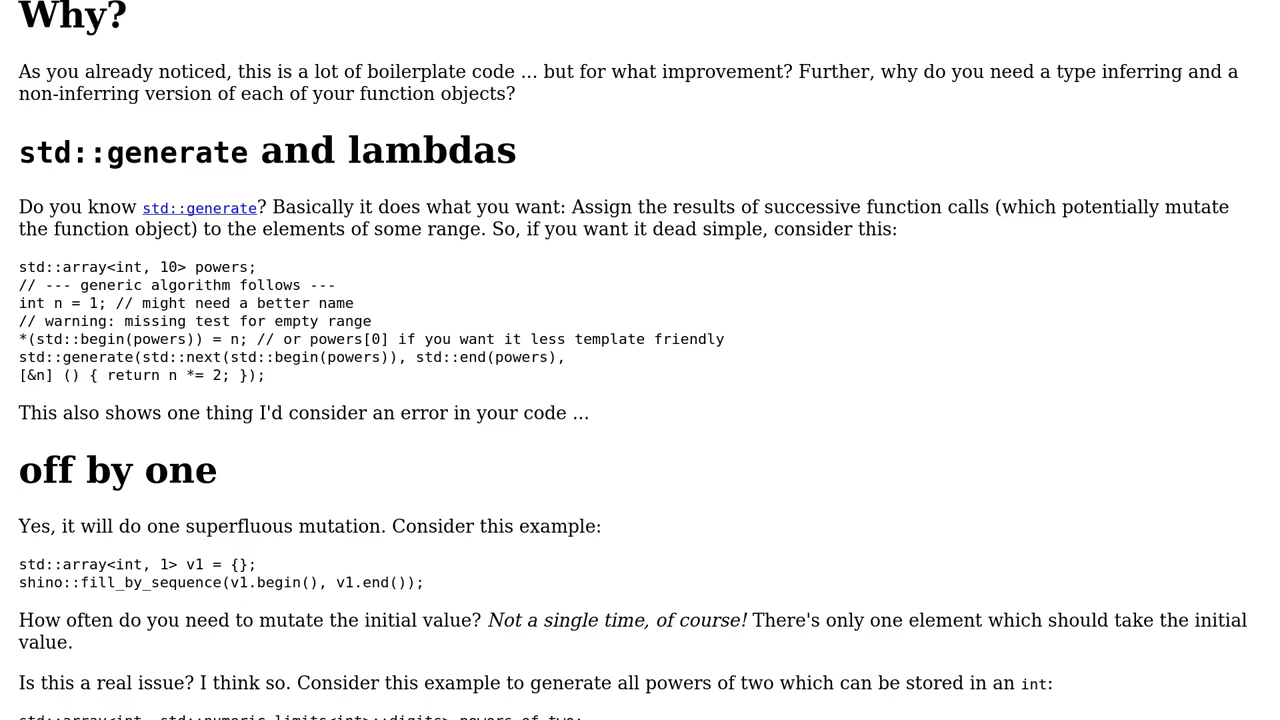 Why?
As you already noticed, this is a lot of boilerplate code ... but for what improvement? Further, why do you need a type inferring and a
non-inferring version of each of your function objects?
std::generate and lambdas
Do you know std::generate? Basically it does what you want: Assign the results of successive function calls (which potentially mutate
the function object) to the elements of some range. So, if you want it dead simple, consider this:
std::array<int, 10> powers;
// --- generic algorithm follows ---
int n = 1; // might need a better name
// warning: missing test for empty range
*(std::begin(powers)) = n; // or powers[0] if you want it less template friendly
std::generate(std::next(std::begin(powers)), std::end(powers),
[&n] () { return n *= 2; });
This also shows one thing I'd consider an error in your code ...
off by one
Yes, it will do one superfluous mutation. Consider this example:
std::array<int, 1> v1 = {};
shino::fill_by_sequence(v1.begin(), v1.end());
How often do you need to mutate the initial value? Not a single time, of course! There's only one element which should take the initial
value.
Is this a real issue? I think so. Consider this example to generate all powers of two which can be stored in an int:
std::array<int, std::numeric_limits<int>::digits> powers_of_two;